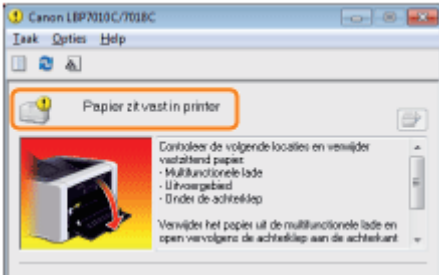 Canon LBP7010C/7018C
Taak Opties Help
Papier zit vast in printer
Controleer de volgende locaties en verwijder
vastzittend papier.
- Multifunctionele lade
- Uitvoergebied
- Onder de achterklep
Verwijder het papier uit de multifunctionele lade en
open vervolgens de achterklep aan de achterkant